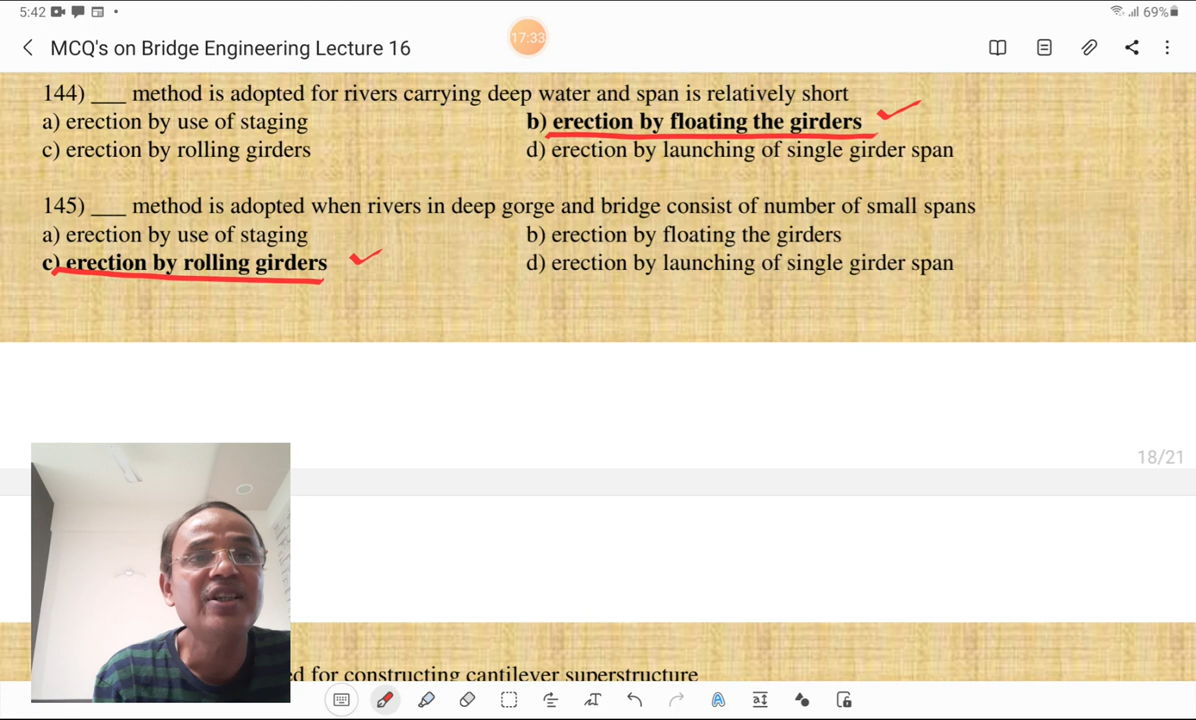 5:42
69%
MCQ's on Bridge Engineering Lecture 16
17:33
144) ___ method is adopted for rivers carrying deep water and span is relatively short
a) erection by use of staging
b) erection by floating the girders
c) erection by rolling girders
d) erection by launching of single girder span
145) ___ method is adopted when rivers in deep gorge and bridge consist of number of small spans
a) erection by use of staging
b) erection by floating the girders
c) erection by rolling girders
d) erection by launching of single girder span
18/21
ed for constructing cantilever superstructure